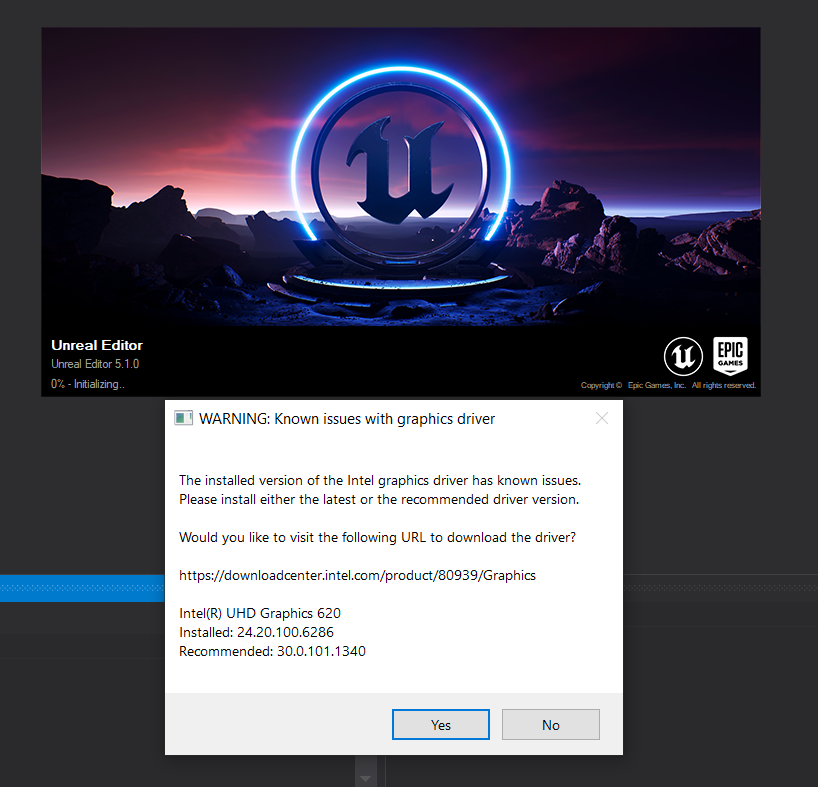 Unreal Editor
Unreal Editor 5.1.0
0% - Initializing..
EPIC
GAMES
Copyright © Epic Games, Inc. All rights reserved.
WARNING: Known issues with graphics driver
The installed version of the Intel graphics driver has known issues.
Please install either the latest or the recommended driver version.
Would you like to visit the following URL to download the driver?
https://downloadcenter.intel.com/product/80939/Graphics
Intel(R) UHD Graphics 620
Installed: 24.20.100.6286
Recommended: 30.0.101.1340
Yes
No